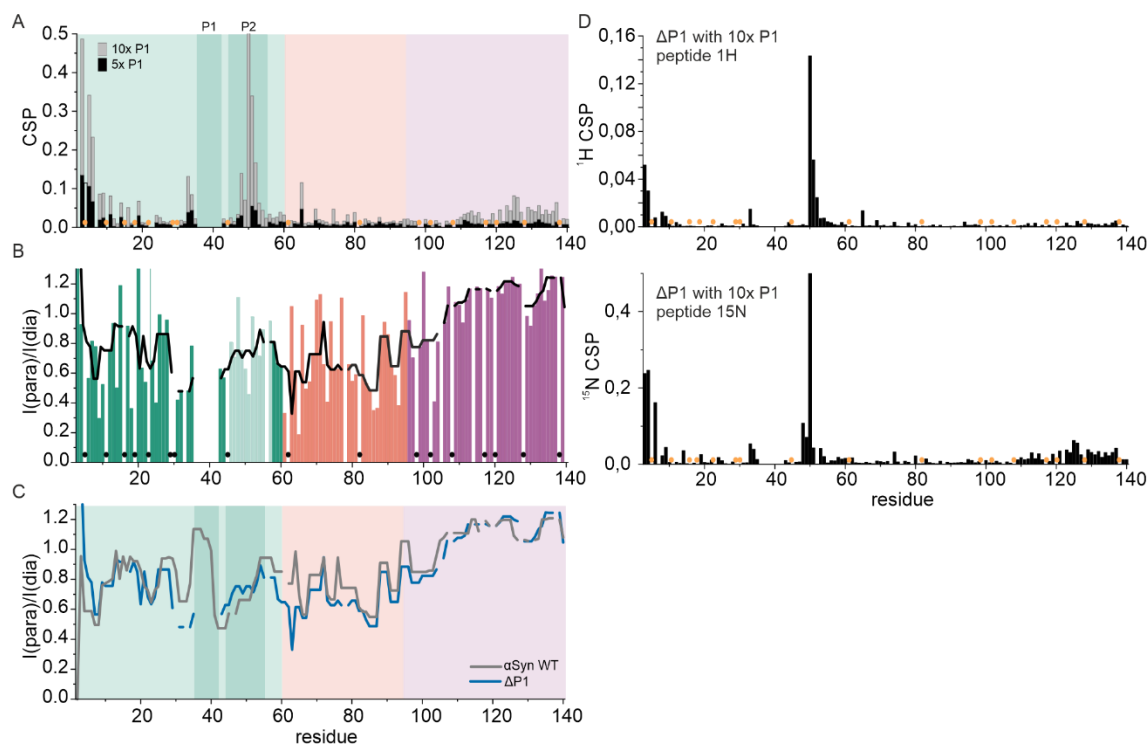 A
P1 P2
0.5
0.4
0.3
0.2
0.1
0.0
CSP
10x P1
5x P1
20 40 60 80 100 120 140
B
1.2
1.0
0.8
0.6
0.4
0.2
0.0
I(para)/I(dia)
20 40 60 80 100 120 140
C
1.2
1.0
0.8
0.6
0.4
0.2
0.0
I(para)/I(dia)
αSyn WT
ΔP1
20 40 60 80 100 120 140
residue
D
ΔP1 with 10x P1
peptide 1H
0,16
0,12
0,08
0,04
0,00
¹H CSP
20 40 60 80 100 120 140
ΔP1 with 10x P1
peptide 15N
0,4
0,2
0,0
¹⁵N CSP
20 40 60 80 100 120 140
residue